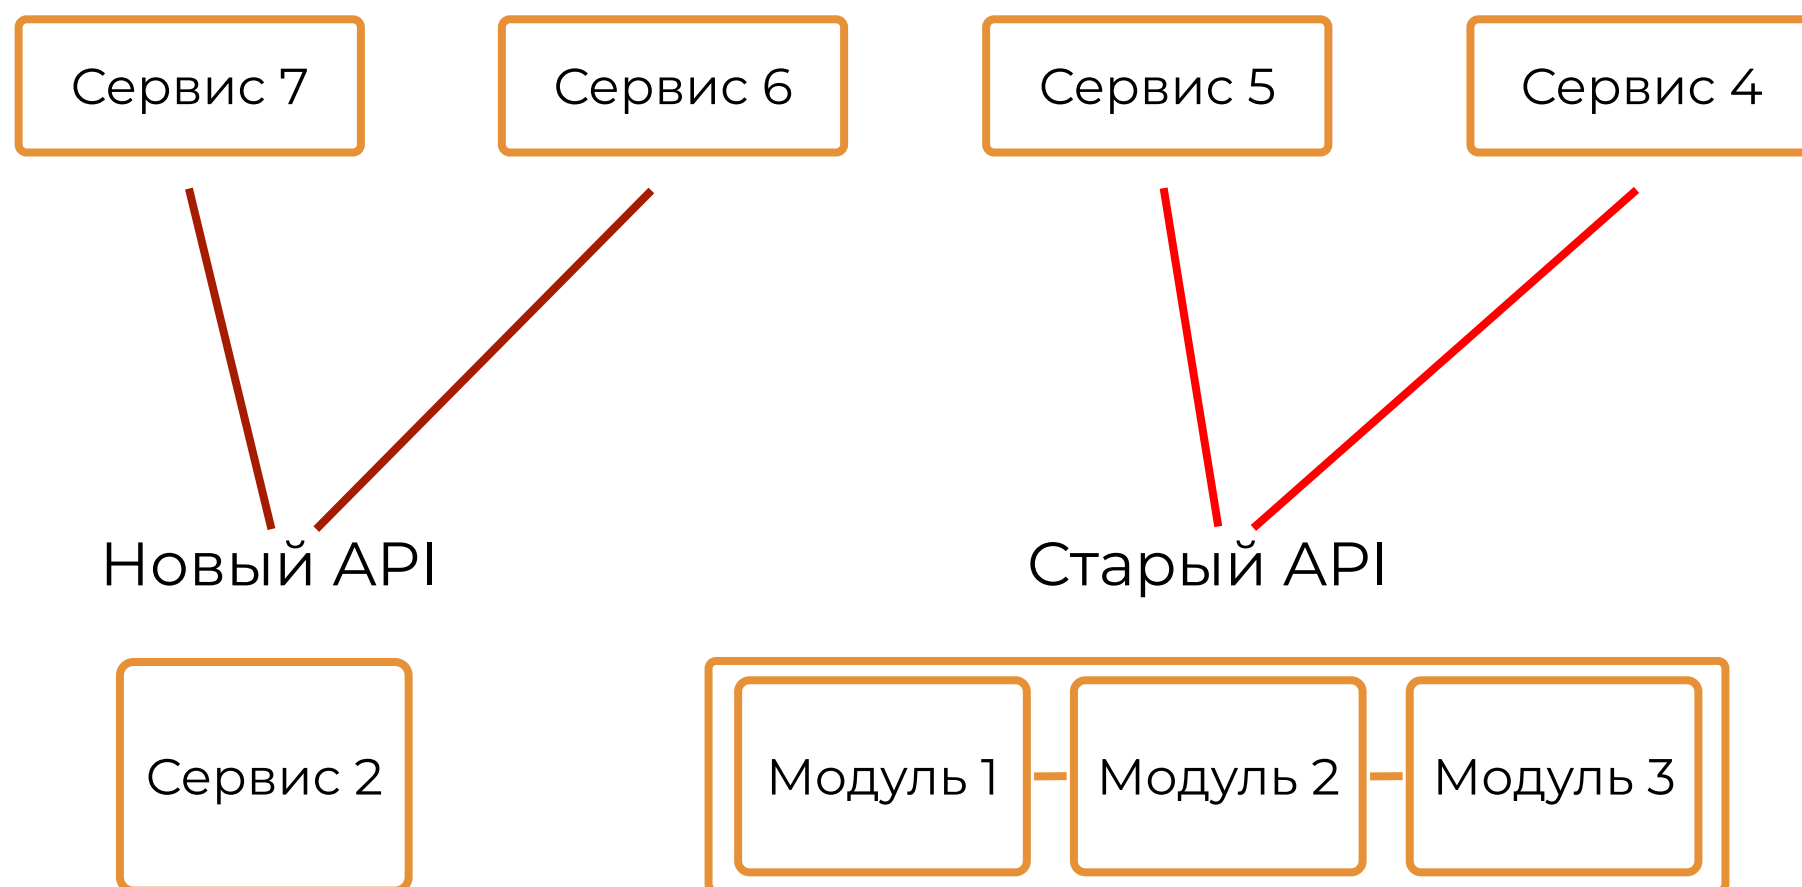 Сервис 7
Сервис 6
Сервис 5
Сервис 4
Новый API
Старый API
Сервис 2
Модуль 1
Модуль 2
Модуль 3